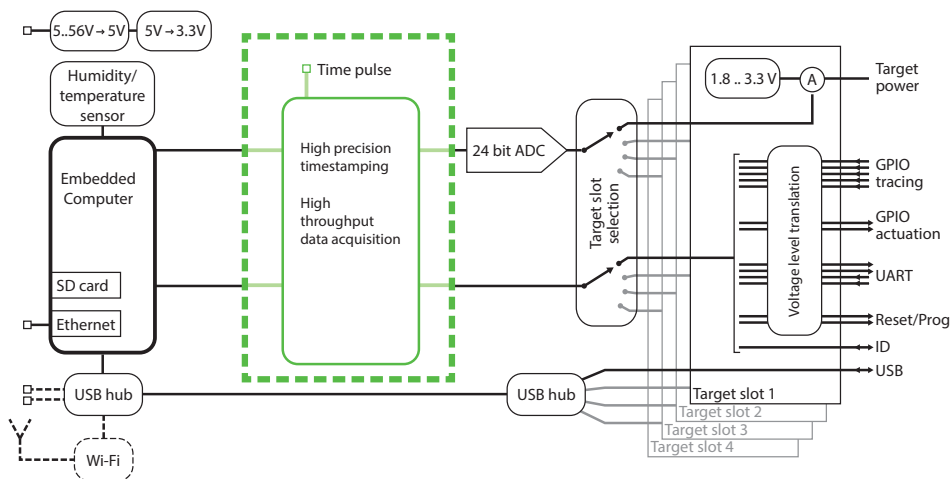 5..56V→5V
5V→3.3V
Humidity/
temperature
sensor
Embedded
Computer
SD card
Ethernet
USB hub
Wi-Fi
Time pulse
High precision
timestamping
High
throughput
data acquisition
24 bit ADC
Target slot
selection
USB hub
1.8 .. 3.3 V
A
Target
power
Voltage level translation
GPIO
tracing
GPIO
actuation
UART
Reset/Prog
ID
USB
Target slot 1
Target slot 2
Target slot 3
Target slot 4